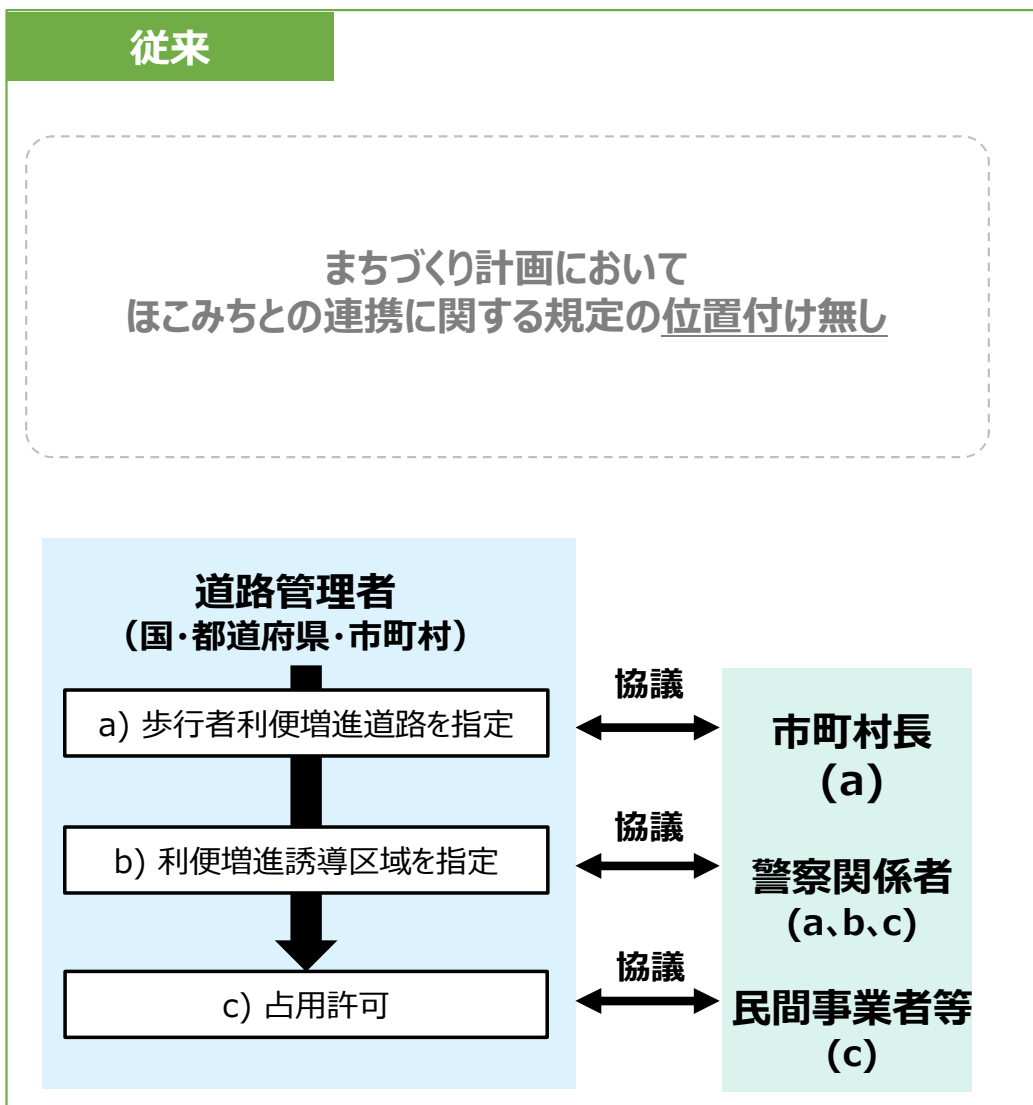 従来
まちづくり計画において
ほこみちとの連携に関する規定の位置付け無し
道路管理者
（国・都道府県・市町村）
a) 歩行者利便増進道路を指定
b) 利便増進誘導区域を指定
c) 占用許可
協議
協議
協議
市町村長
(a)
警察関係者
(a、b、c)
民間事業者等
(c)